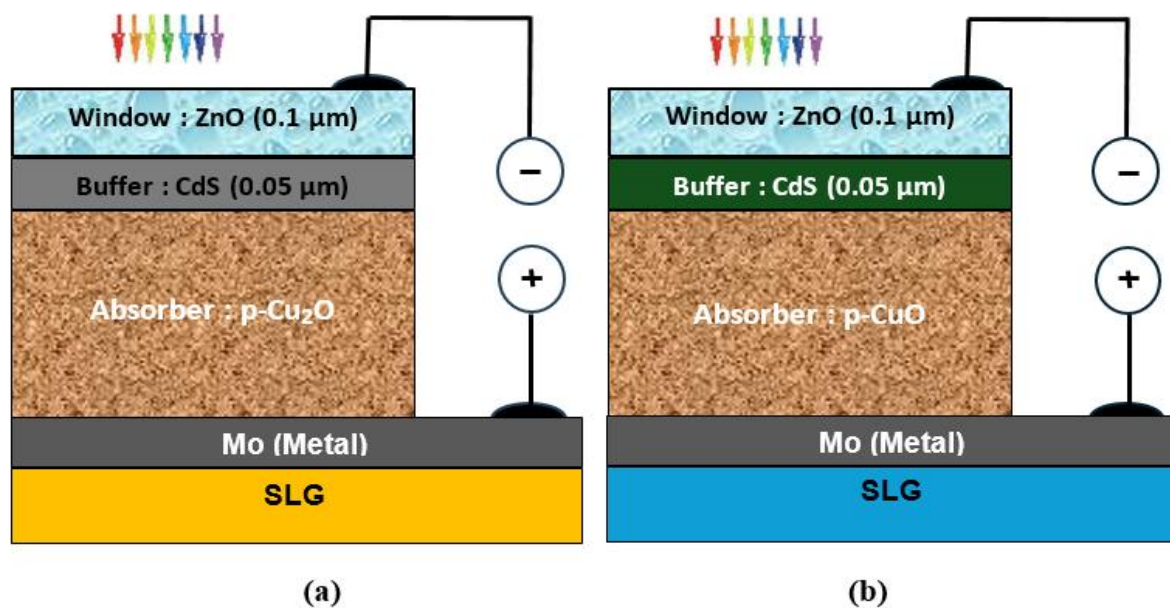 Window : ZnO (0.1 µm)
Buffer : CdS (0.05 µm)
−
+
Absorber : p-Cu₂O
Mo (Metal)
SLG
(a)
Window : ZnO (0.1 µm)
Buffer : CdS (0.05 µm)
−
+
Absorber : p-CuO
Mo (Metal)
SLG
(b)